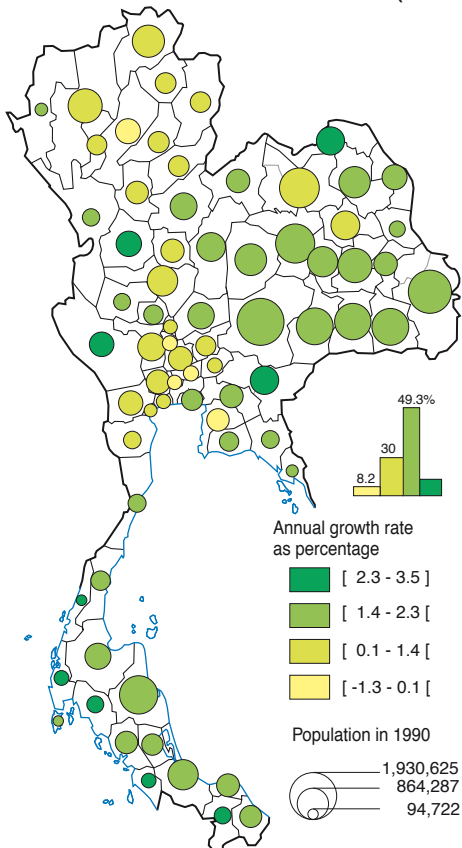 49.3%
30
8.2
Annual growth rate
as percentage
[ 2.3 - 3.5 ]
[ 1.4 - 2.3 [
[ 0.1 - 1.4 [
[ -1.3 - 0.1 [
Population in 1990
1,930,625
864,287
94,722